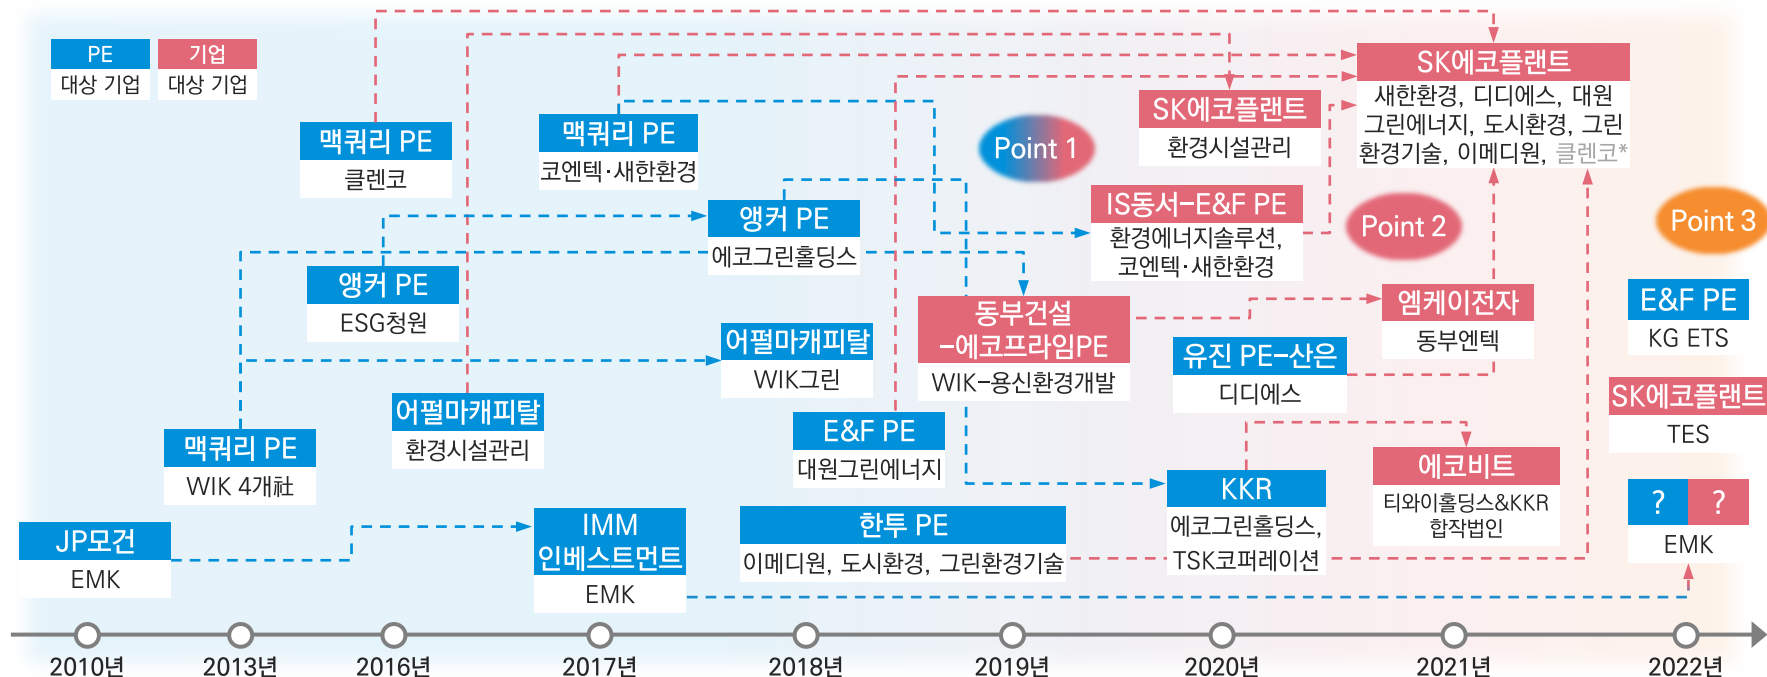 PE
대상 기업
기업
대상 기업
맥쿼리 PE
클렌코
맥쿼리 PE
코엔텍·새한환경
Point 1
SK에코플랜트
환경시설관리
SK에코플랜트
새한환경, 디디에스, 대원
그린에너지, 도시환경, 그린
환경기술, 이메디원, 클렌코*
앵커 PE
ESG청원
앵커 PE
에코그린홀딩스
IS동서-E&F PE
환경에너지솔루션,
코엔텍·새한환경
Point 2
Point 3
어펄마캐피탈
WIK그린
동부건설
-에코프라임PE
WIK-용신환경개발
엠케이전자
동부엔텍
E&F PE
KG ETS
유진 PE-산은
디디에스
어펄마캐피탈
환경시설관리
SK에코플랜트
TES
맥쿼리 PE
WIK 4개社
E&F PE
대원그린에너지
KKR
에코그린홀딩스,
TSK코퍼레이션
에코비트
티와이홀딩스&KKR
합작법인
? ?
EMK
JP모건
EMK
IMM
인베스트먼트
EMK
한투 PE
이메디원, 도시환경, 그린환경기술
2010년
2013년
2016년
2017년
2018년
2019년
2020년
2021년
2022년